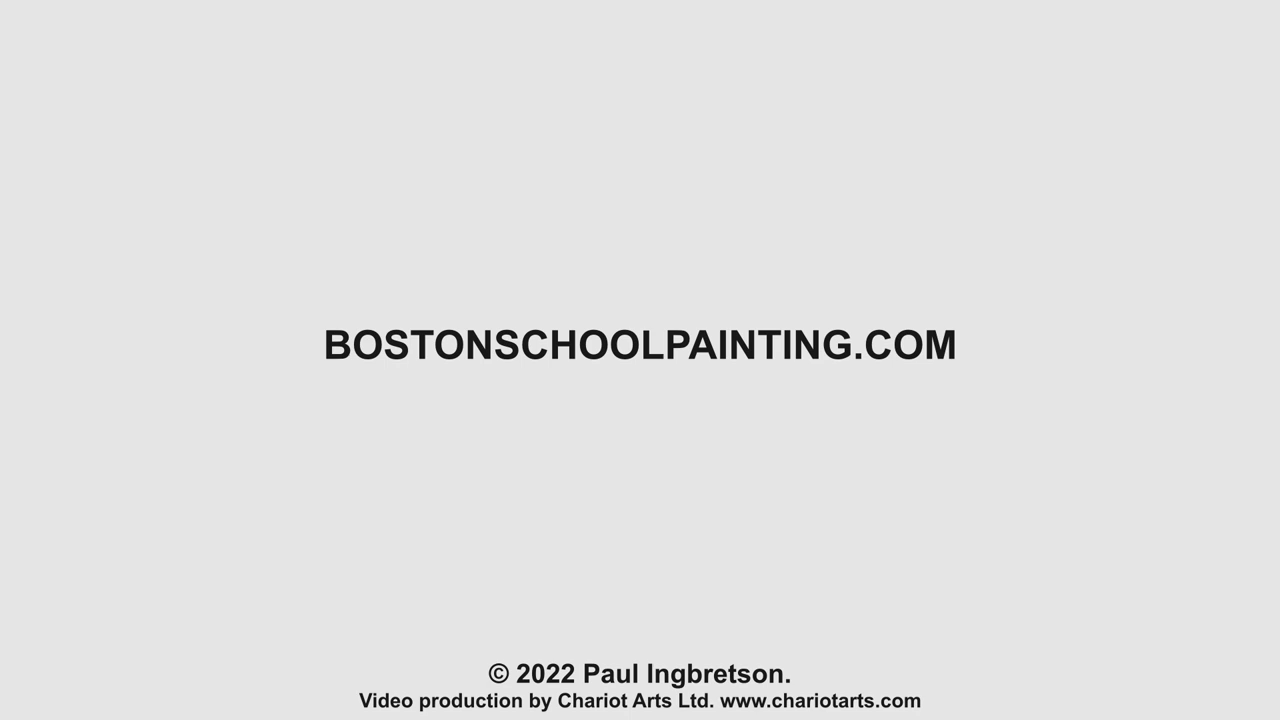 BOSTONSCHOOLPAINTING.COM
© 2022 Paul Ingbretson.
Video production by Chariot Arts Ltd. www.chariotarts.com